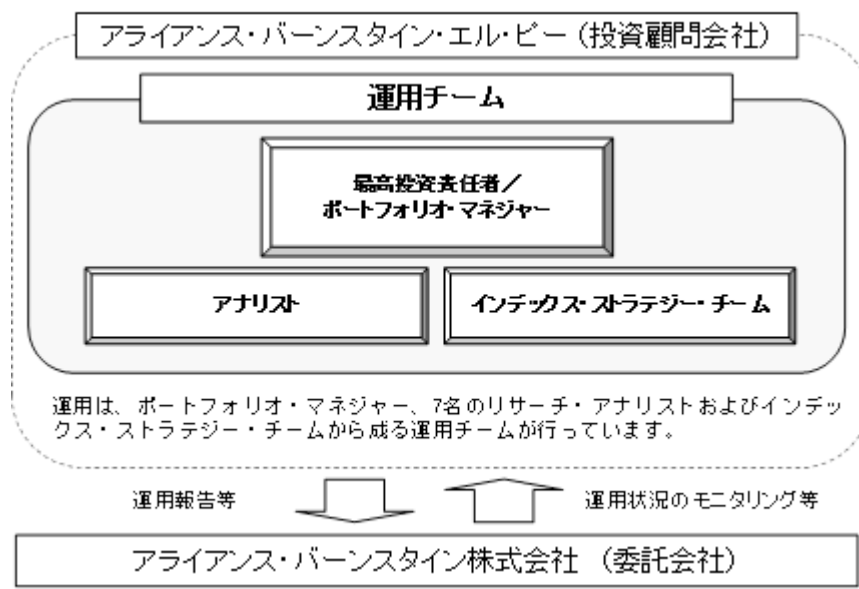 アライアンス・バーンスタイン・エル・ピー（投資顧問会社）
運用チーム
最高投資責任者／
ポートフォリオ・マネジャー
アナリスト
インデックス・ストラテジー・チーム
運用は、ポートフォリオ・マネジャー、7名のリサーチ・アナリストおよびインデッ
クス・ストラテジー・チームから成る運用チームが行っています。
運用報告等
運用状況のモニタリング等
アライアンス・バーンスタイン株式会社 （委託会社）